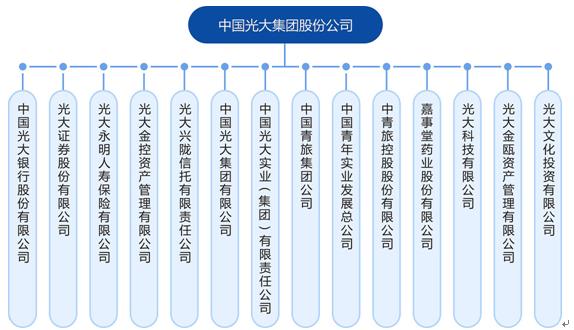 中国光大集团股份公司
中国光大银行股份有限公司
光大证券股份有限公司
光大永明人寿保险有限公司
光大金控资产管理有限公司
光大兴陇信托有限责任公司
中国光大集团有限公司
中国光大实业(集团)有限责任公司
中国青旅集团公司
中国青年实业发展总公司
中青旅控股股份有限公司
嘉事堂药业股份有限公司
光大科技有限公司
光大金瓯资产管理有限公司
光大文化投资有限公司